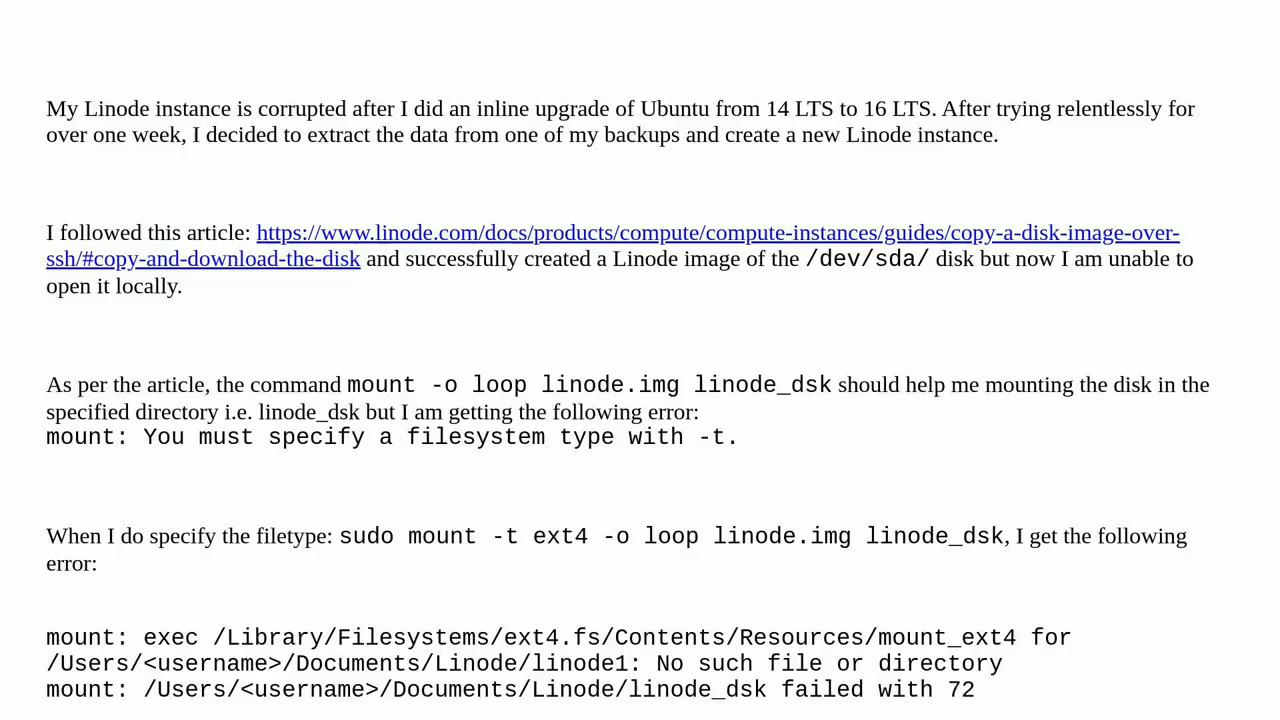 My Linode instance is corrupted after I did an inline upgrade of Ubuntu from 14 LTS to 16 LTS. After trying relentlessly for
over one week, I decided to extract the data from one of my backups and create a new Linode instance.
I followed this article: https://www.linode.com/docs/products/compute/compute-instances/guides/copy-a-disk-image-over-
ssh/#copy-and-download-the-disk and successfully created a Linode image of the /dev/sda/ disk but now I am unable to
open it locally.
As per the article, the command mount -o loop linode.img linode_dsk should help me mounting the disk in the
specified directory i.e. linode_dsk but I am getting the following error:
mount: You must specify a filesystem type with -t.
When I do specify the filetype: sudo mount -t ext4 -o loop linode.img linode_dsk, I get the following
error:
mount: exec /Library/Filesystems/ext4.fs/Contents/Resources/mount_ext4 for
/Users/<username>/Documents/Linode/linode1: No such file or directory
mount: /Users/<username>/Documents/Linode/linode_dsk failed with 72